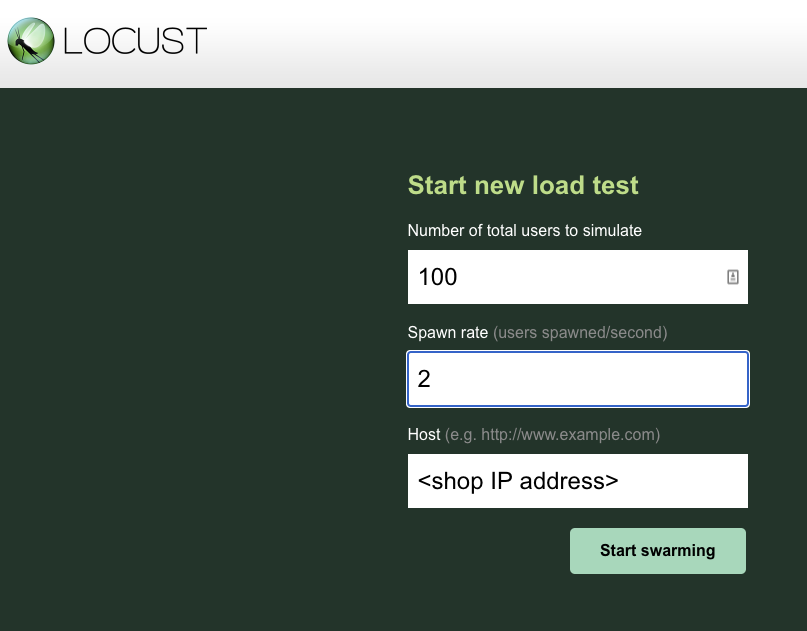 LOCUST
Start new load test
Number of total users to simulate
100
Spawn rate (users spawned/second)
2
Host (e.g. http://www.example.com)
<shop IP address>
Start swarming